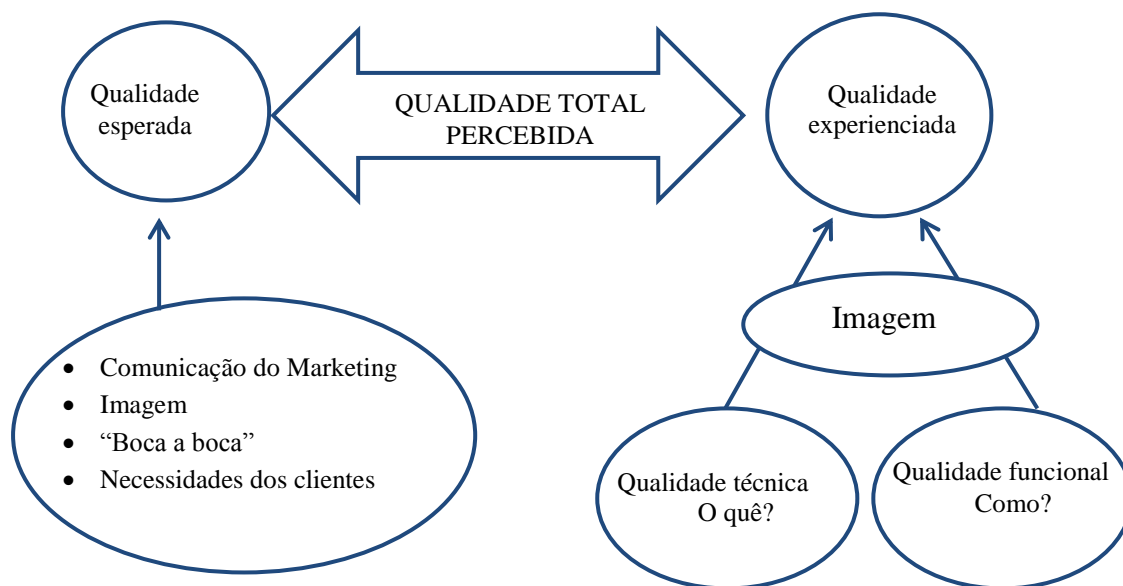 Qualidade
esperada
QUALIDADE TOTAL
PERCEBIDA
Qualidade
experienciada
• Comunicação do Marketing
• Imagem
• “Boca a boca”
• Necessidades dos clientes
Imagem
Qualidade técnica
O quê?
Qualidade funcional
Como?